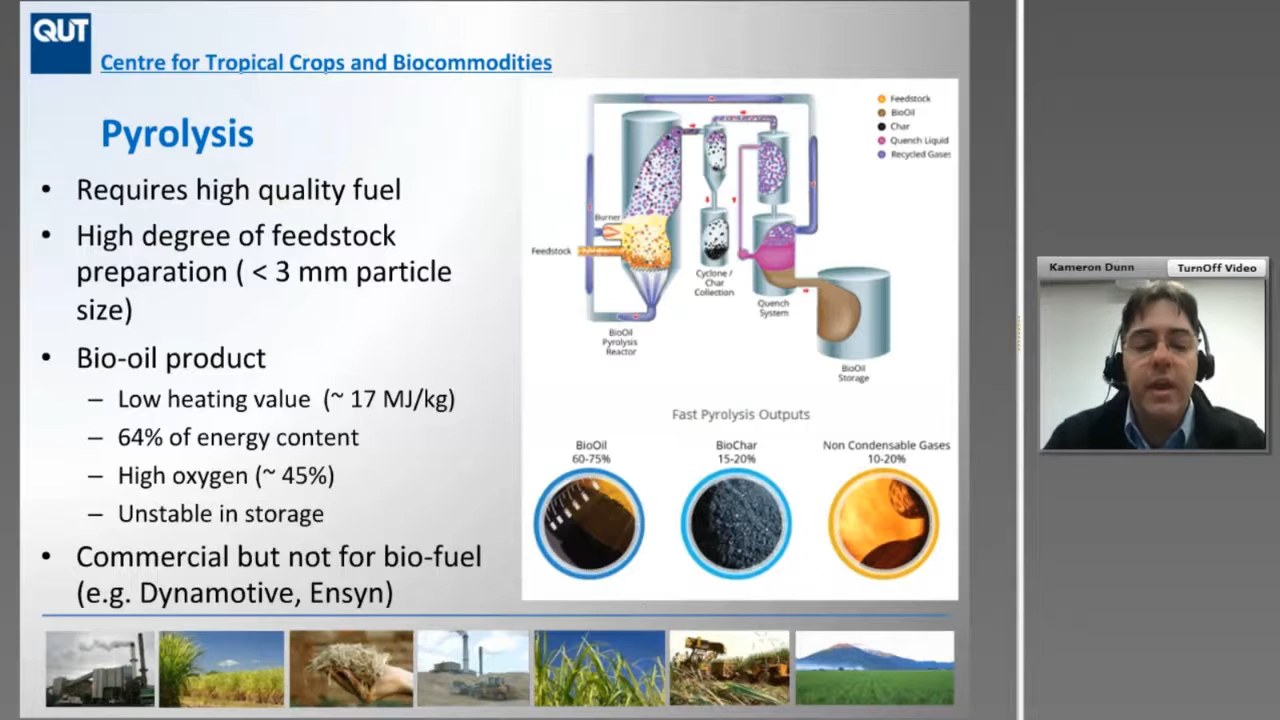 QUT
Centre for Tropical Crops and Biocommodities
Pyrolysis
• Requires high quality fuel
• High degree of feedstock
preparation ( < 3 mm particle
size)
• Bio-oil product
– Low heating value (~ 17 MJ/kg)
– 64% of energy content
– High oxygen (~ 45%)
– Unstable in storage
• Commercial but not for bio-fuel
(e.g. Dynamotive, Ensyn)
Feedstock
BioOil
Char
Quench Liquid
Recycled Gases
Burner
Feedstock
Cyclone /
Char
Collection
Quench
System
BioOil
Pyrolysis
Reactor
BioOil
Storage
Fast Pyrolysis Outputs
BioOil
60-75%
BioChar
15-20%
Non Condensable Gases
10-20%
Kameron Dunn
TurnOff Video